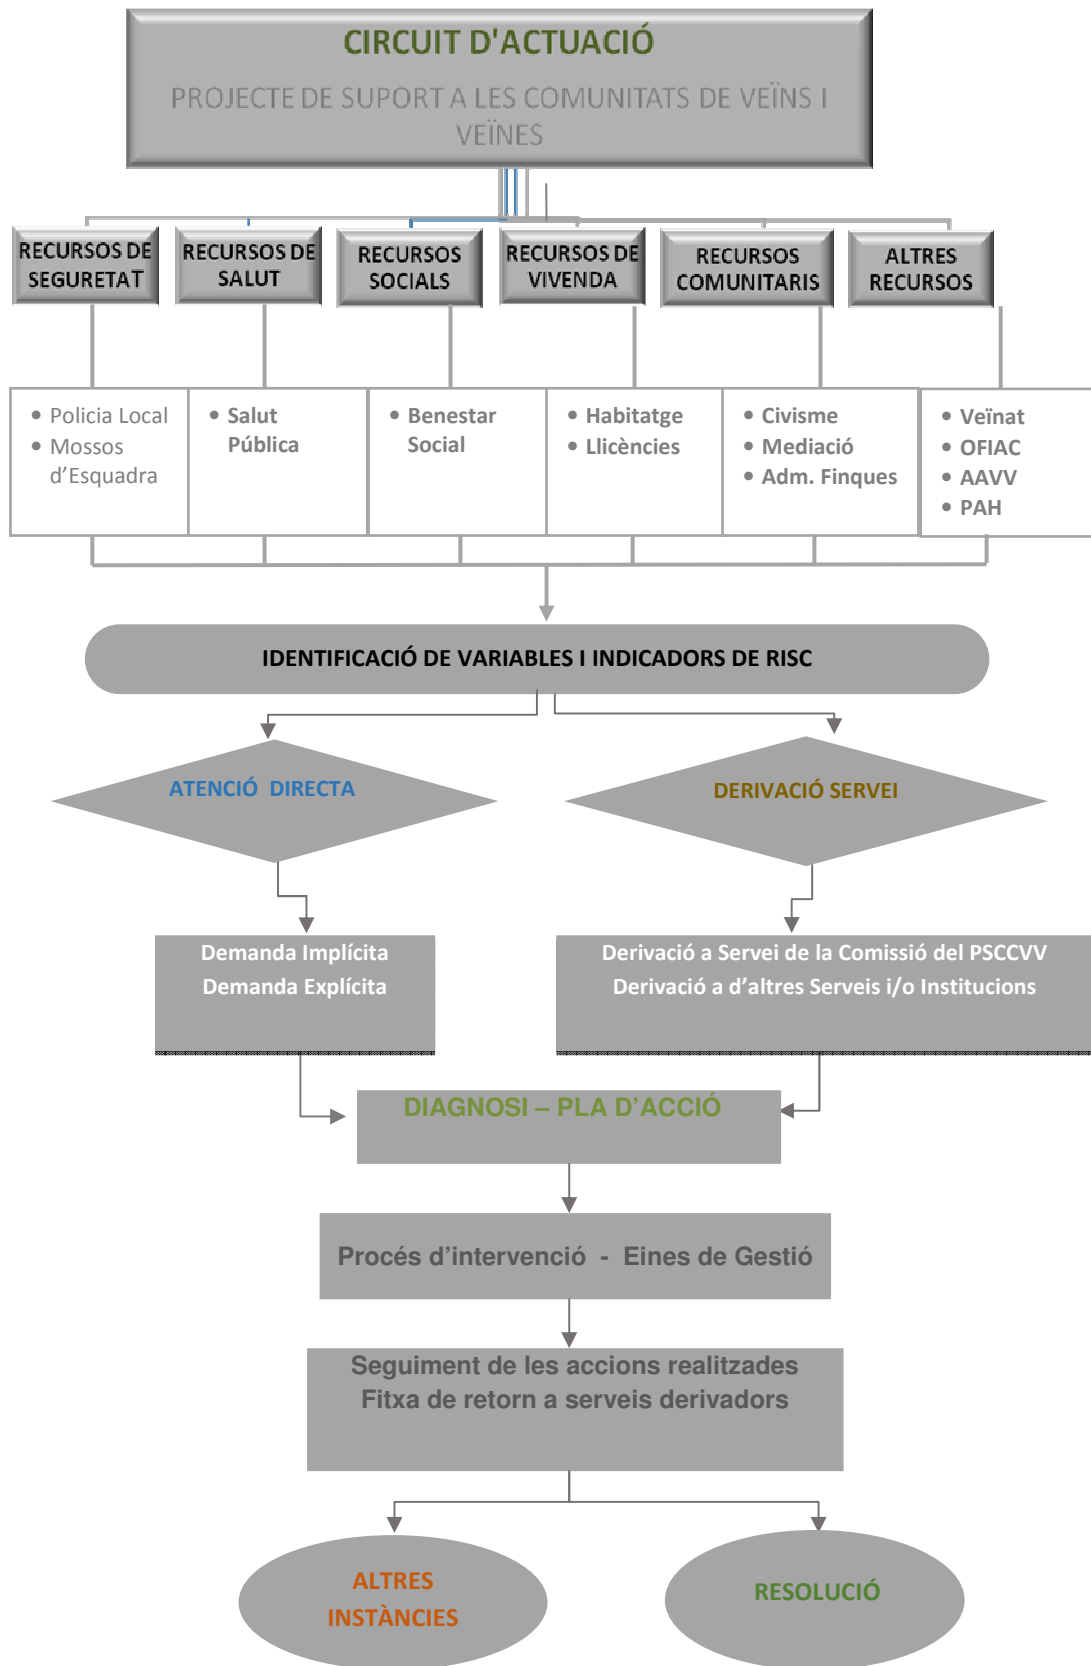 CIRCUIT D'ACTUACIÓ
PROJECTE DE SUPORT A LES COMUNITATS DE VEÏNS I
VEÏNES
RECURSOS DE
SEGURETAT
RECURSOS DE
SALUT
RECURSOS
SOCIALS
RECURSOS DE
VIVENDA
RECURSOS
COMUNITARIS
ALTRES
RECURSOS
• Policia Local
• Mossos
d’Esquadra
• Salut
Pública
• Benestar
Social
• Habitatge
• Llicències
• Civisme
• Mediació
• Adm. Finques
• Veïnat
• OFIAC
• AAVV
• PAH
IDENTIFICACIÓ DE VARIABLES I INDICADORS DE RISC
ATENCIÓ DIRECTA
DERIVACIÓ SERVEI
Demanda Implícita
Demanda Explícita
Derivació a Servei de la Comissió del PSCCVV
Derivació a d’altres Serveis i/o Institucions
DIAGNOSI – PLA D’ACCIÓ
Procés d’intervenció - Eines de Gestió
Seguiment de les accions realitzades
Fitxa de retorn a serveis derivadors
ALTRES
INSTÀNCIES
RESOLUCIÓ